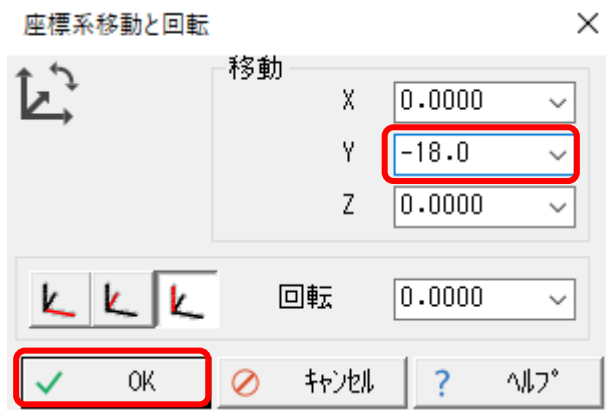 座標系移動と回転
移動
X 0.0000
Y -18.0
Z 0.0000
回転 0.0000
OK ｷｬﾝｾﾙ ? ﾍﾙﾌﾟ